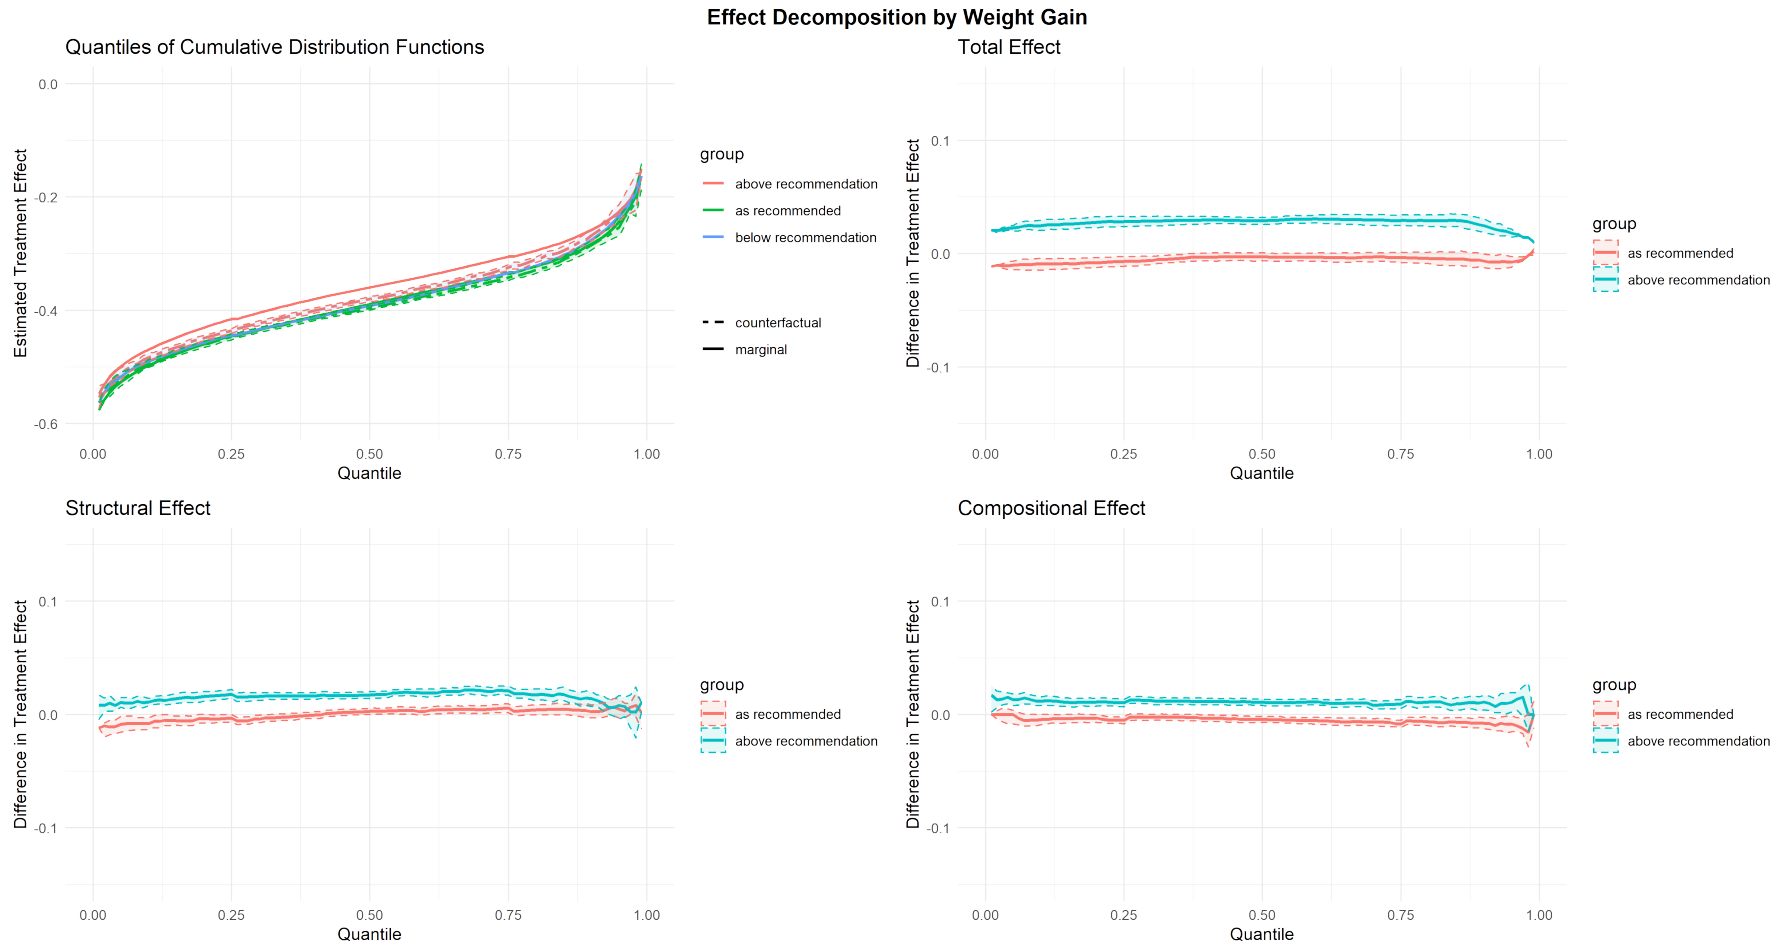 Effect Decomposition by Weight Gain
Quantiles of Cumulative Distribution Functions
Estimated Treatment Effect
0.0
-0.2
-0.4
-0.6
0.00 0.25 0.50 0.75 1.00
Quantile
group
above recommendation
as recommended
below recommendation
counterfactual
marginal
Total Effect
Difference in Treatment Effect
0.1
0.0
-0.1
0.00 0.25 0.50 0.75 1.00
Quantile
group
as recommended
above recommendation
Structural Effect
Difference in Treatment Effect
0.1
0.0
-0.1
0.00 0.25 0.50 0.75 1.00
Quantile
group
as recommended
above recommendation
Compositional Effect
Difference in Treatment Effect
0.1
0.0
-0.1
0.00 0.25 0.50 0.75 1.00
Quantile
group
as recommended
above recommendation